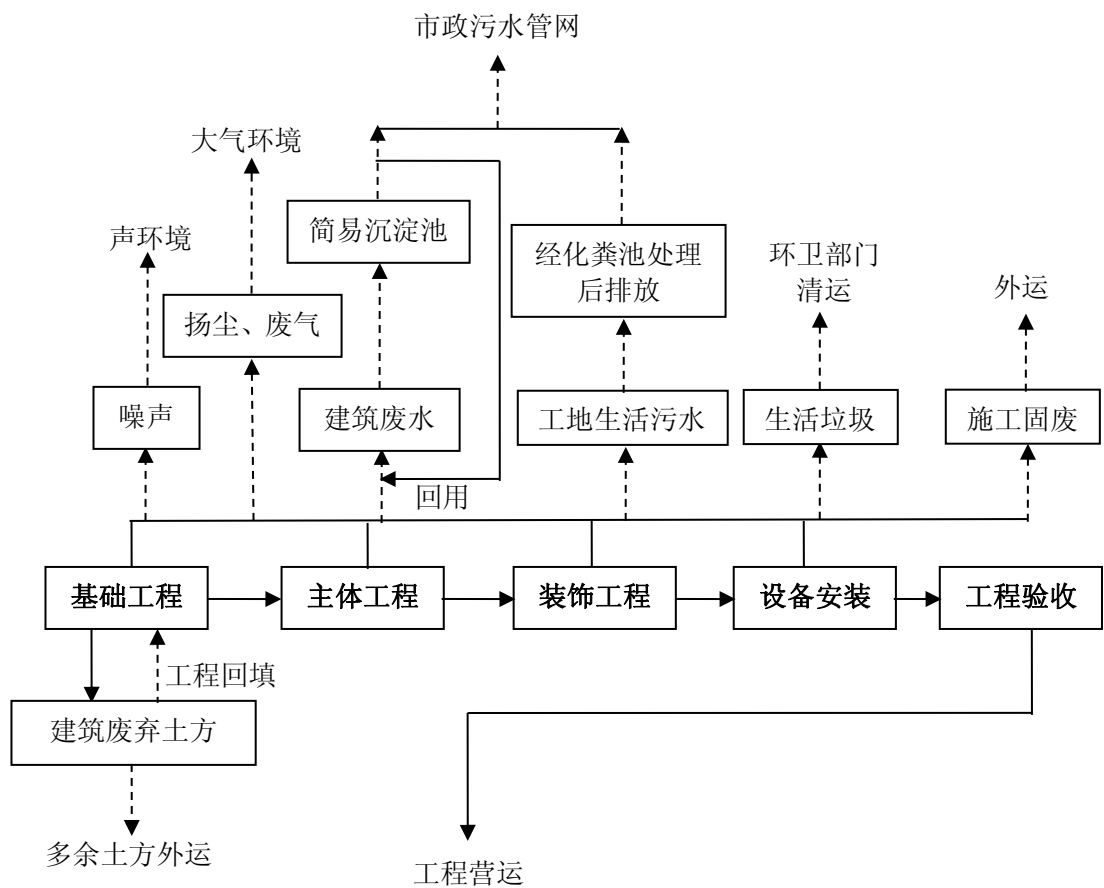 市政污水管网
大气环境
简易沉淀池
声环境
经化粪池处理
后排放
环卫部门
清运
外运
扬尘、废气
噪声
建筑废水
工地生活污水
生活垃圾
施工固废
回用
基础工程
主体工程
装饰工程
设备安装
工程验收
工程回填
建筑废弃土方
多余土方外运
工程营运